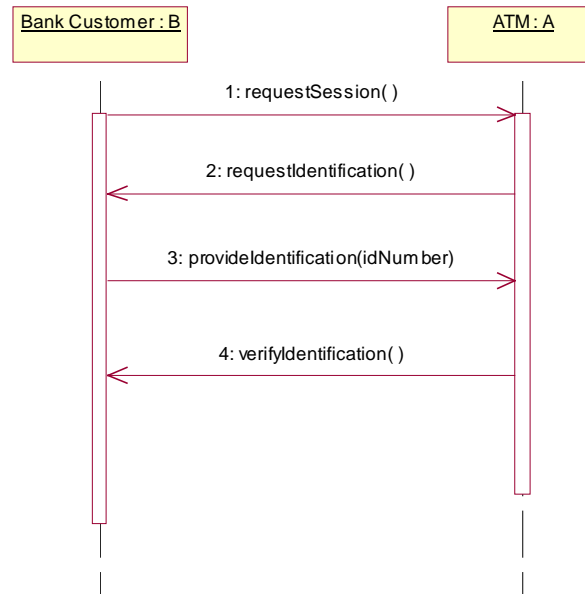 Bank Customer : B
ATM : A
1: requestSession( )
2: requestIdentification( )
3: provideIdentification(idNumber)
4: verifyIdentification( )